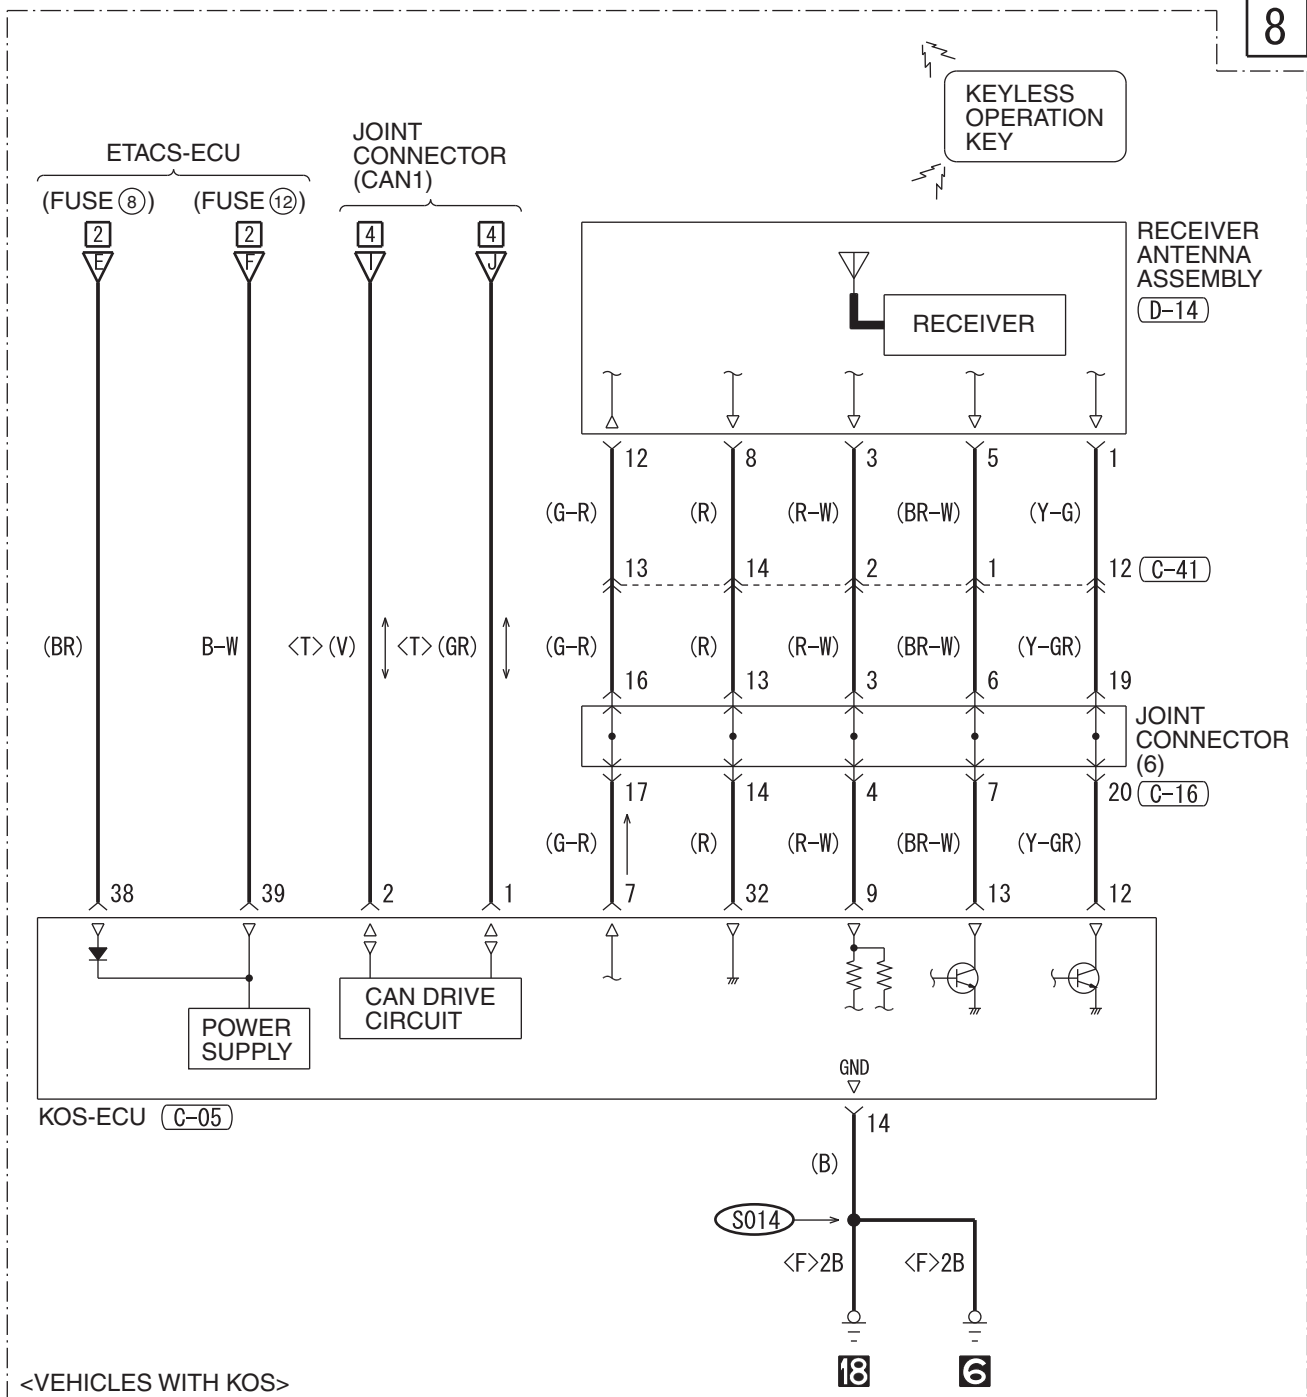 8
KEYLESS
OPERATION
KEY
JOINT
CONNECTOR
(CAN1)
ETACS-ECU
(FUSE ⑧) (FUSE ⑫)
2 2 4 4
E F I J
RECEIVER
ANTENNA
ASSEMBLY
D-14
RECEIVER
12 8 3 5 1
(G-R) (R) (R-W) (BR-W) (Y-G)
13 14 2 1 12 C-41
(BR) B-W <T>(V) <T>(GR) (G-R) (R) (R-W) (BR-W) (Y-GR)
16 13 3 6 19
JOINT
CONNECTOR
(6)
17 14 4 7 20 C-16
(G-R) (R) (R-W) (BR-W) (Y-GR)
38 39 2 1 7 32 9 13 12
CAN DRIVE
CIRCUIT
POWER
SUPPLY
GND
KOS-ECU C-05
14
(B)
S014
<F>2B <F>2B
18 6
<VEHICLES WITH KOS>